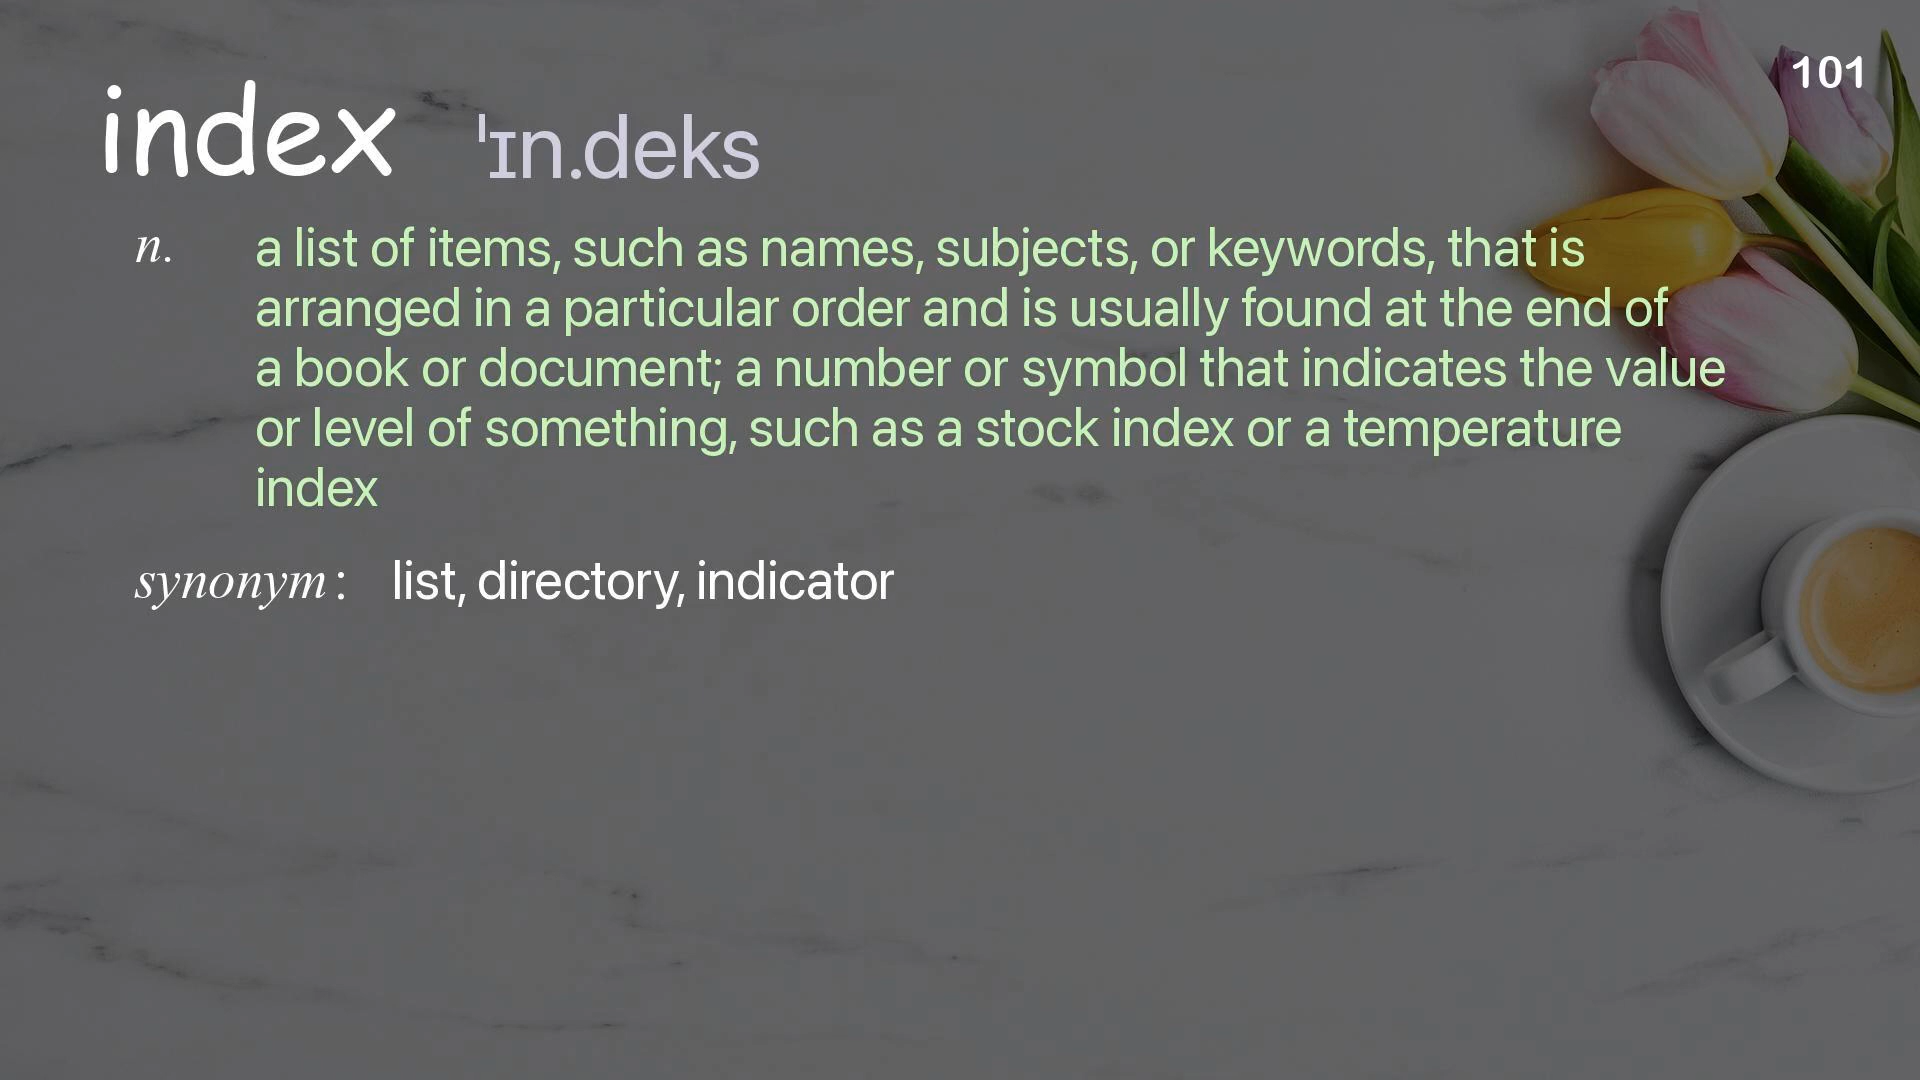 101
index ˈɪn.deks
n. a list of items, such as names, subjects, or keywords, that is
arranged in a particular order and is usually found at the end of
a book or document; a number or symbol that indicates the value
or level of something, such as a stock index or a temperature
index
synonym: list, directory, indicator